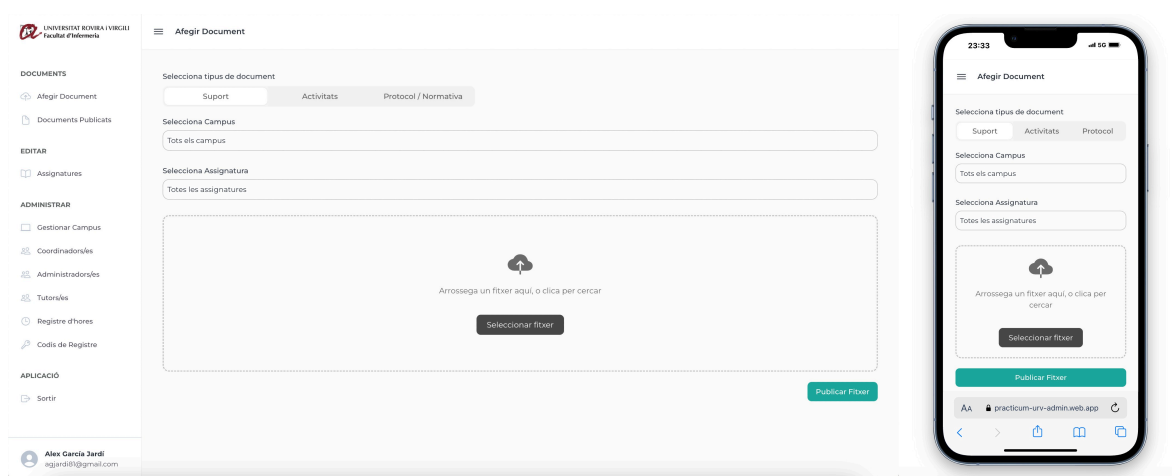 UNIVERSITAT ROVIRA I VIRGILI
Facultat d'Infermeria
DOCUMENTS
Afegir Document
Documents Publicats
EDITAR
Assignatures
ADMINISTRAR
Gestionar Campus
Coordinadors/es
Administradors/es
Tutors/es
Registre d'hores
Codis de Registre
APLICACIÓ
Sortir
Alex García Jardí
agjardi81@gmail.com
Afegir Document
Selecciona tipus de document
Suport Activitats Protocol / Normativa
Selecciona Campus
Tots els campus
Selecciona Assignatura
Totes les assignatures
Arrossega un fitxer aquí, o clica per cercar
Seleccionar fitxer
Publicar Fitxer
23:33 5G
Afegir Document
Selecciona tipus de document
Suport Activitats Protocol
Selecciona Campus
Tots els campus
Selecciona Assignatura
Totes les assignatures
Arrossega un fitxer aquí, o clica per
cercar
Seleccionar fitxer
Publicar Fitxer
AA practicum-urv-admin.web.app